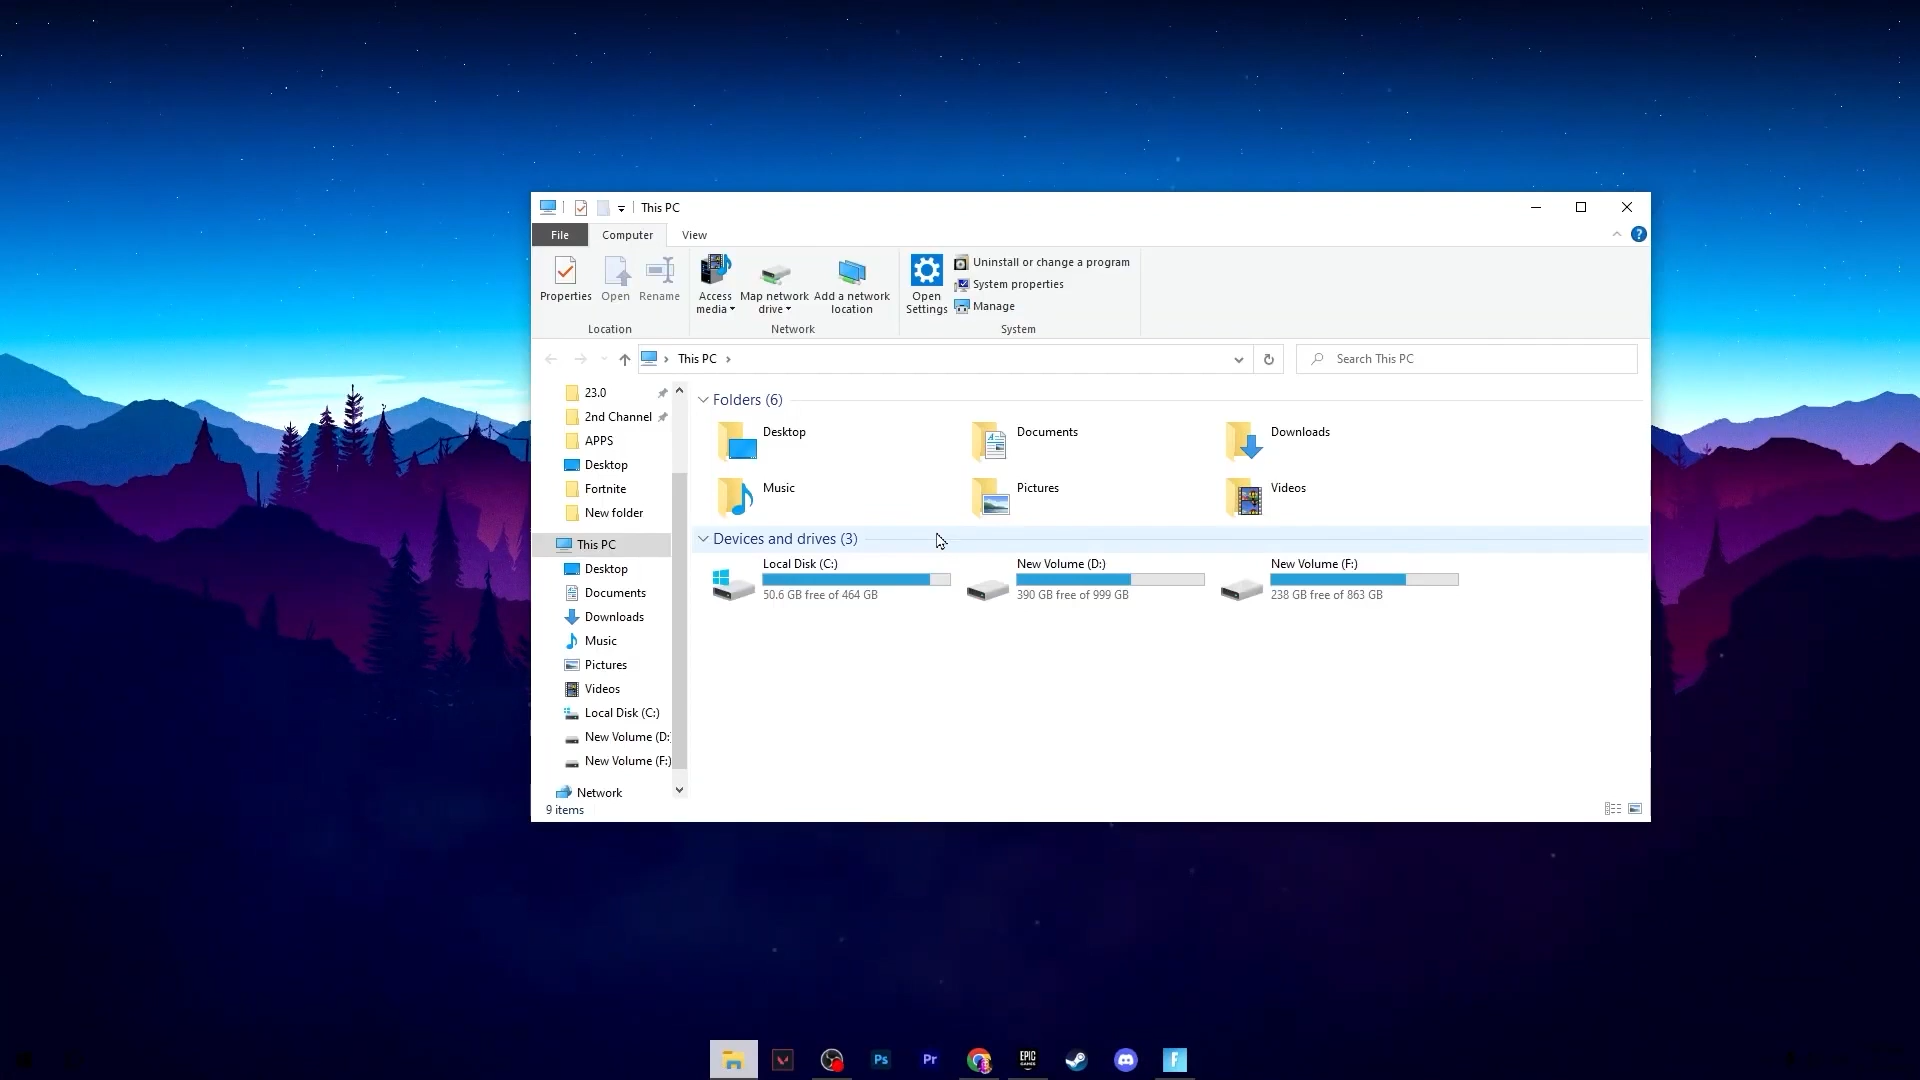 This PC
File Computer View
Properties Open Rename Access media Map network drive Add a network location Open Settings
Uninstall or change a program
System properties
Manage
Location Network System
This PC
Search This PC
23.0
2nd Channel
APPS
Desktop
Fortnite
New folder
This PC
Desktop
Documents
Downloads
Music
Pictures
Videos
Local Disk (C:)
New Volume (D:
New Volume (F:)
Network
Folders (6)
Desktop Documents Downloads
Music Pictures Videos
Devices and drives (3)
Local Disk (C:) New Volume (D:) New Volume (F:)
50.6 GB free of 464 GB 390 GB free of 999 GB 238 GB free of 863 GB
9 items
Ps Pr EPIC GAMES F